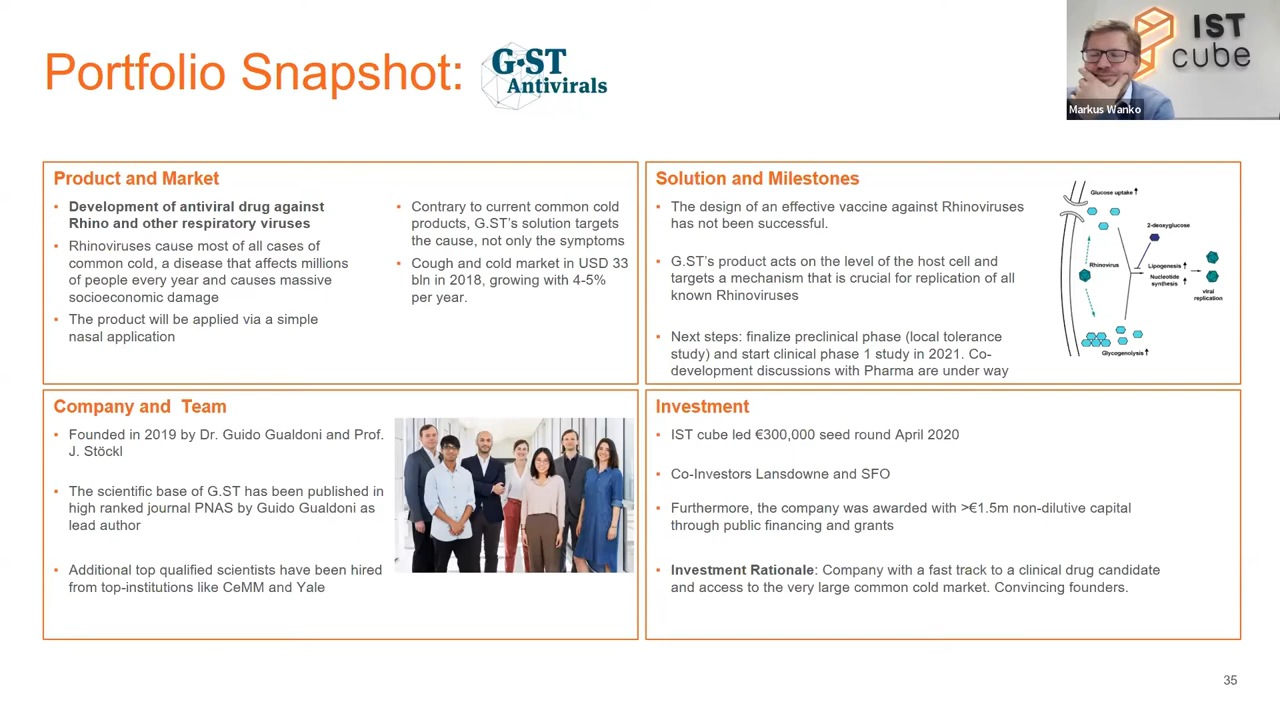 Portfolio Snapshot:
G·ST
Antivirals
IST
cube
Markus Wanko
Product and Market
• Development of antiviral drug against
Rhino and other respiratory viruses
• Rhinoviruses cause most of all cases of
common cold, a disease that affects millions
of people every year and causes massive
socioeconomic damage
• The product will be applied via a simple
nasal application
• Contrary to current common cold
products, G.ST's solution targets
the cause, not only the symptoms
• Cough and cold market in USD 33
bln in 2018, growing with 4-5%
per year.
Solution and Milestones
• The design of an effective vaccine against Rhinoviruses
has not been successful.
• G.ST's product acts on the level of the host cell and
targets a mechanism that is crucial for replication of all
known Rhinoviruses
• Next steps: finalize preclinical phase (local tolerance
study) and start clinical phase 1 study in 2021. Co-
development discussions with Pharma are under way
Glucose uptake
2-deoxyglucose
Rhinovirus
Lipogenesis
Nucleotide
synthesis
viral
replication
Glycogenolysis
Company and Team
• Founded in 2019 by Dr. Guido Gualdoni and Prof.
J. Stöckl
• The scientific base of G.ST has been published in
high ranked journal PNAS by Guido Gualdoni as
lead author
• Additional top qualified scientists have been hired
from top-institutions like CeMM and Yale
Investment
• IST cube led €300,000 seed round April 2020
• Co-Investors Lansdowne and SFO
• Furthermore, the company was awarded with >€1.5m non-dilutive capital
through public financing and grants
• Investment Rationale: Company with a fast track to a clinical drug candidate
and access to the very large common cold market. Convincing founders.
35